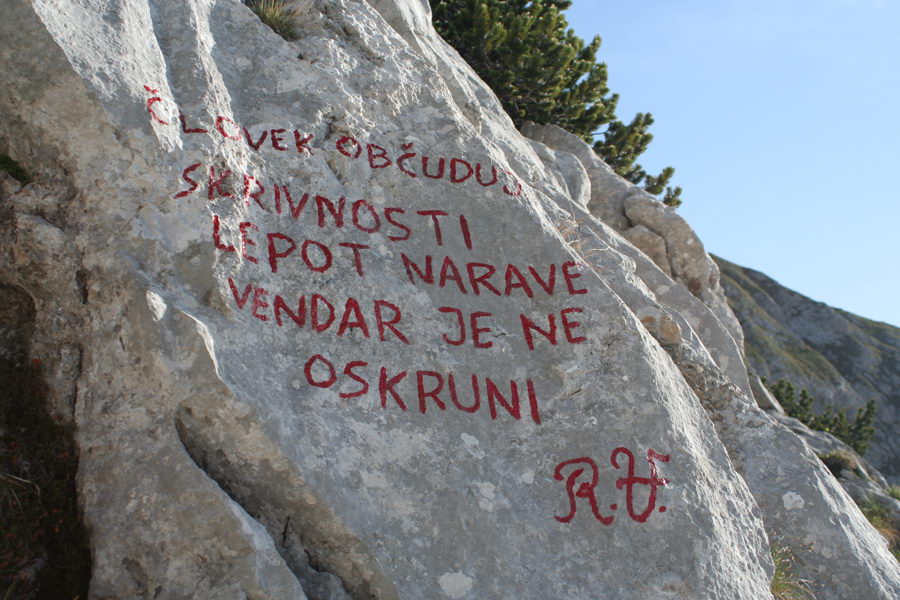 ČLOVEK OBČUDUJ
SKRIVNOSTI
LEPOT NARAVE
VENDAR JE NE
OSKRUNI
R.F.